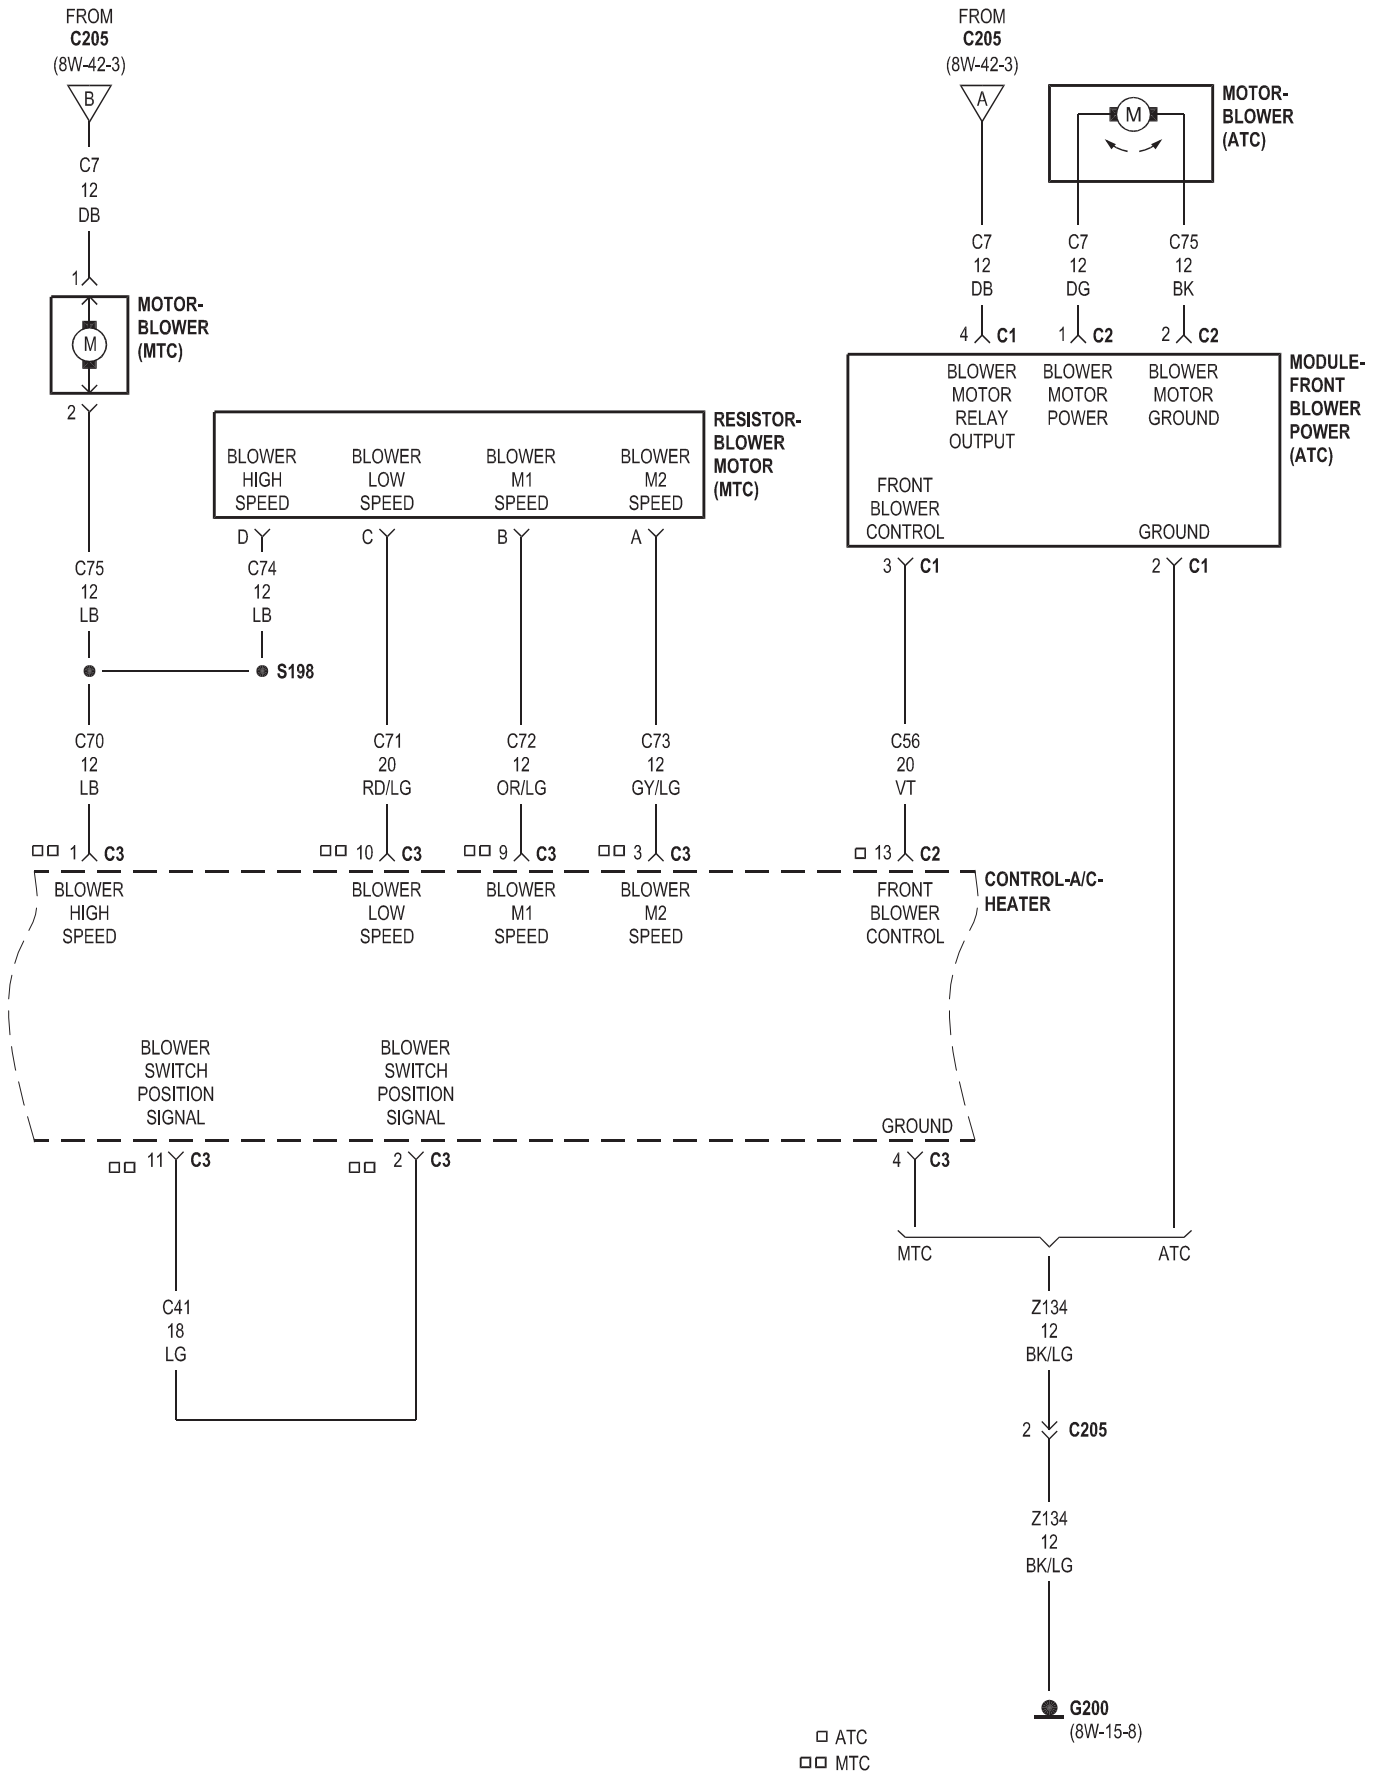 FROM
C205
(8W-42-3)
B
C7
12
DB
1
MOTOR-
BLOWER
(MTC)
M
2
FROM
C205
(8W-42-3)
A
C7
12
DB
4 C1
MOTOR-
BLOWER
(ATC)
M
C7
12
DG
1 C2
C75
12
BK
2 C2
RESISTOR-
BLOWER
MOTOR
(MTC)
BLOWER
HIGH
SPEED
D
BLOWER
LOW
SPEED
C
BLOWER
M1
SPEED
B
BLOWER
M2
SPEED
A
MODULE-
FRONT
BLOWER
POWER
(ATC)
BLOWER
MOTOR
RELAY
OUTPUT
BLOWER
MOTOR
POWER
BLOWER
MOTOR
GROUND
FRONT
BLOWER
CONTROL
3 C1
GROUND
2 C1
C75
12
LB
C74
12
LB
S198
C70
12
LB
1 C3
C71
20
RD/LG
10 C3
C72
12
OR/LG
9 C3
C73
12
GY/LG
3 C3
C56
20
VT
13 C2
CONTROL-A/C-
HEATER
BLOWER
HIGH
SPEED
BLOWER
LOW
SPEED
BLOWER
M1
SPEED
BLOWER
M2
SPEED
FRONT
BLOWER
CONTROL
BLOWER
SWITCH
POSITION
SIGNAL
11 C3
BLOWER
SWITCH
POSITION
SIGNAL
2 C3
GROUND
4 C3
MTC
ATC
C41
18
LG
Z134
12
BK/LG
2 C205
Z134
12
BK/LG
G200
(8W-15-8)
ATC
MTC